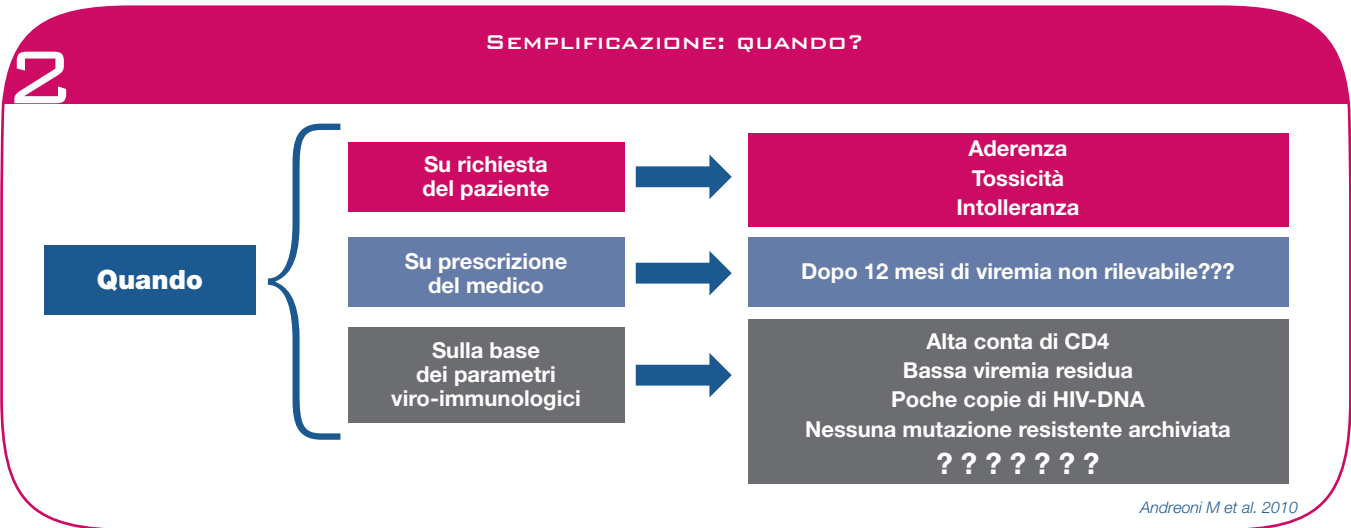 2
SEMPLIFICAZIONE: QUANDO?
Quando
Su richiesta
del paziente
Aderenza
Tossicità
Intolleranza
Su prescrizione
del medico
Dopo 12 mesi di viremia non rilevabile???
Sulla base
dei parametri
viro-immunologici
Alta conta di CD4
Bassa viremia residua
Poche copie di HIV-DNA
Nessuna mutazione resistente archiviata
? ? ? ? ? ? ?
Andreoni M et al. 2010